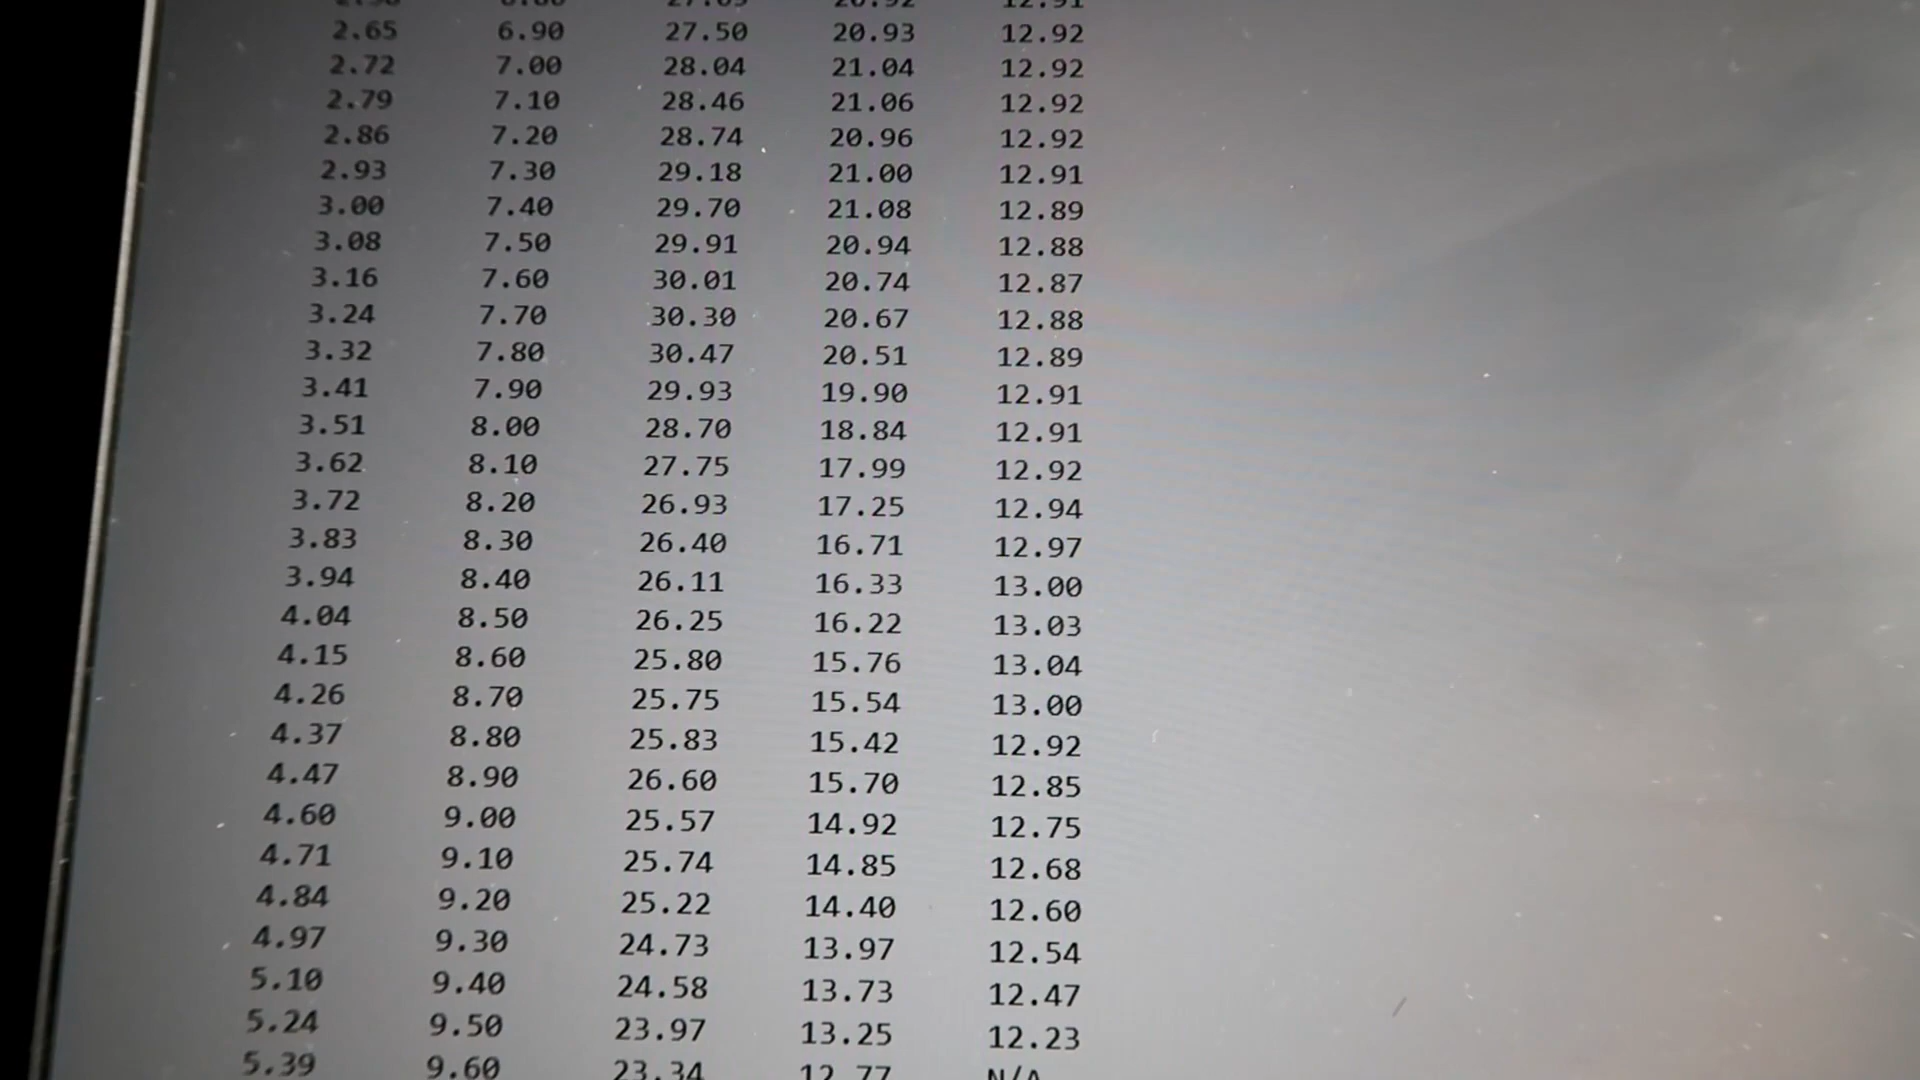 2.65 6.90 27.50 20.93 12.92
2.72 7.00 28.04 21.04 12.92
2.79 7.10 28.46 21.06 12.92
2.86 7.20 28.74 20.96 12.92
2.93 7.30 29.18 21.00 12.91
3.00 7.40 29.70 21.08 12.89
3.08 7.50 29.91 20.94 12.88
3.16 7.60 30.01 20.74 12.87
3.24 7.70 30.30 20.67 12.88
3.32 7.80 30.47 20.51 12.89
3.41 7.90 29.93 19.90 12.91
3.51 8.00 28.70 18.84 12.91
3.62 8.10 27.75 17.99 12.92
3.72 8.20 26.93 17.25 12.94
3.83 8.30 26.40 16.71 12.97
3.94 8.40 26.11 16.33 13.00
4.04 8.50 26.25 16.22 13.03
4.15 8.60 25.80 15.76 13.04
4.26 8.70 25.75 15.54 13.00
4.37 8.80 25.83 15.42 12.92
4.47 8.90 26.60 15.70 12.85
4.60 9.00 25.57 14.92 12.75
4.71 9.10 25.74 14.85 12.68
4.84 9.20 25.22 14.40 12.60
4.97 9.30 24.73 13.97 12.54
5.10 9.40 24.58 13.73 12.47
5.24 9.50 23.97 13.25 12.23
5.39 9.60 23.34 12.77 N/A